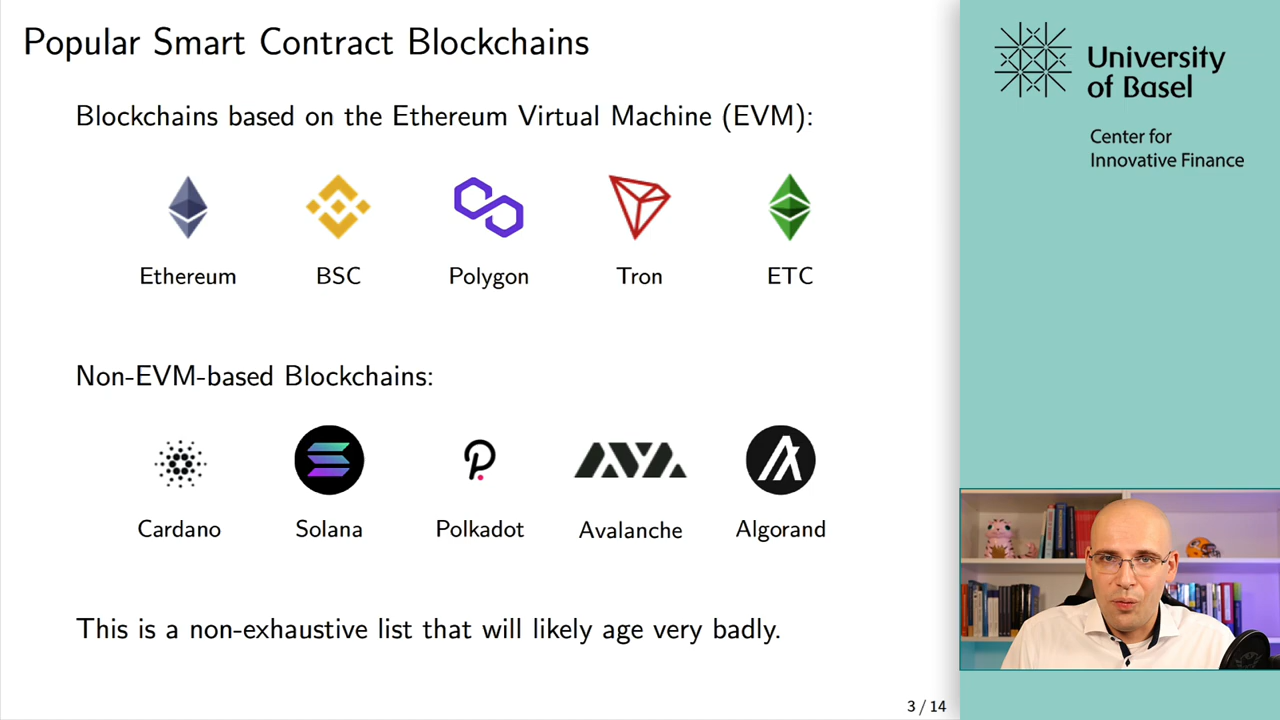 Popular Smart Contract Blockchains
Blockchains based on the Ethereum Virtual Machine (EVM):
Ethereum BSC Polygon Tron ETC
Non-EVM-based Blockchains:
Cardano Solana Polkadot Avalanche Algorand
This is a non-exhaustive list that will likely age very badly.
3 / 14
University
of Basel
Center for
Innovative Finance